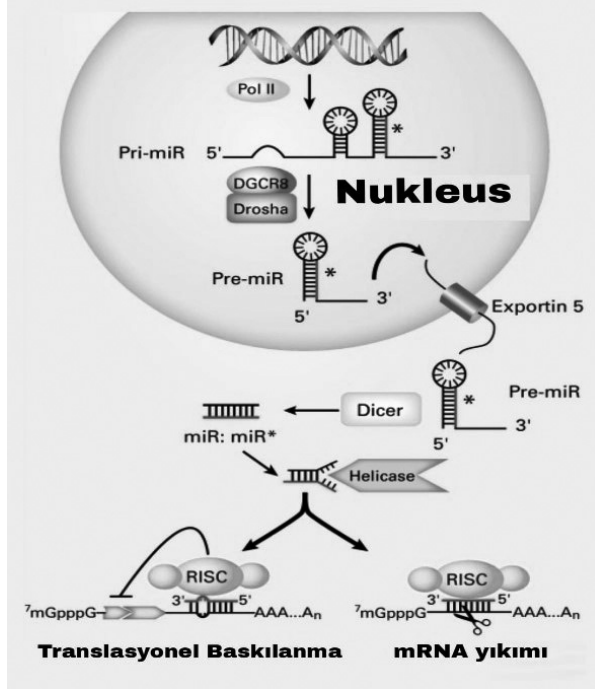 Pol II
Pri-miR 5' * 3'
DGCR8
Drosha
Nukleus
Pre-miR * 3'
5'
Exportin 5
Pre-miR
* 3'
5'
Dicer
miR: miR*
Helicase
RISC
3' 5'
⁷mGpppG AAA...Aₙ
Translasyonel Baskılanma
RISC
3' 5'
⁷mGpppG AAA...Aₙ
mRNA yıkımı